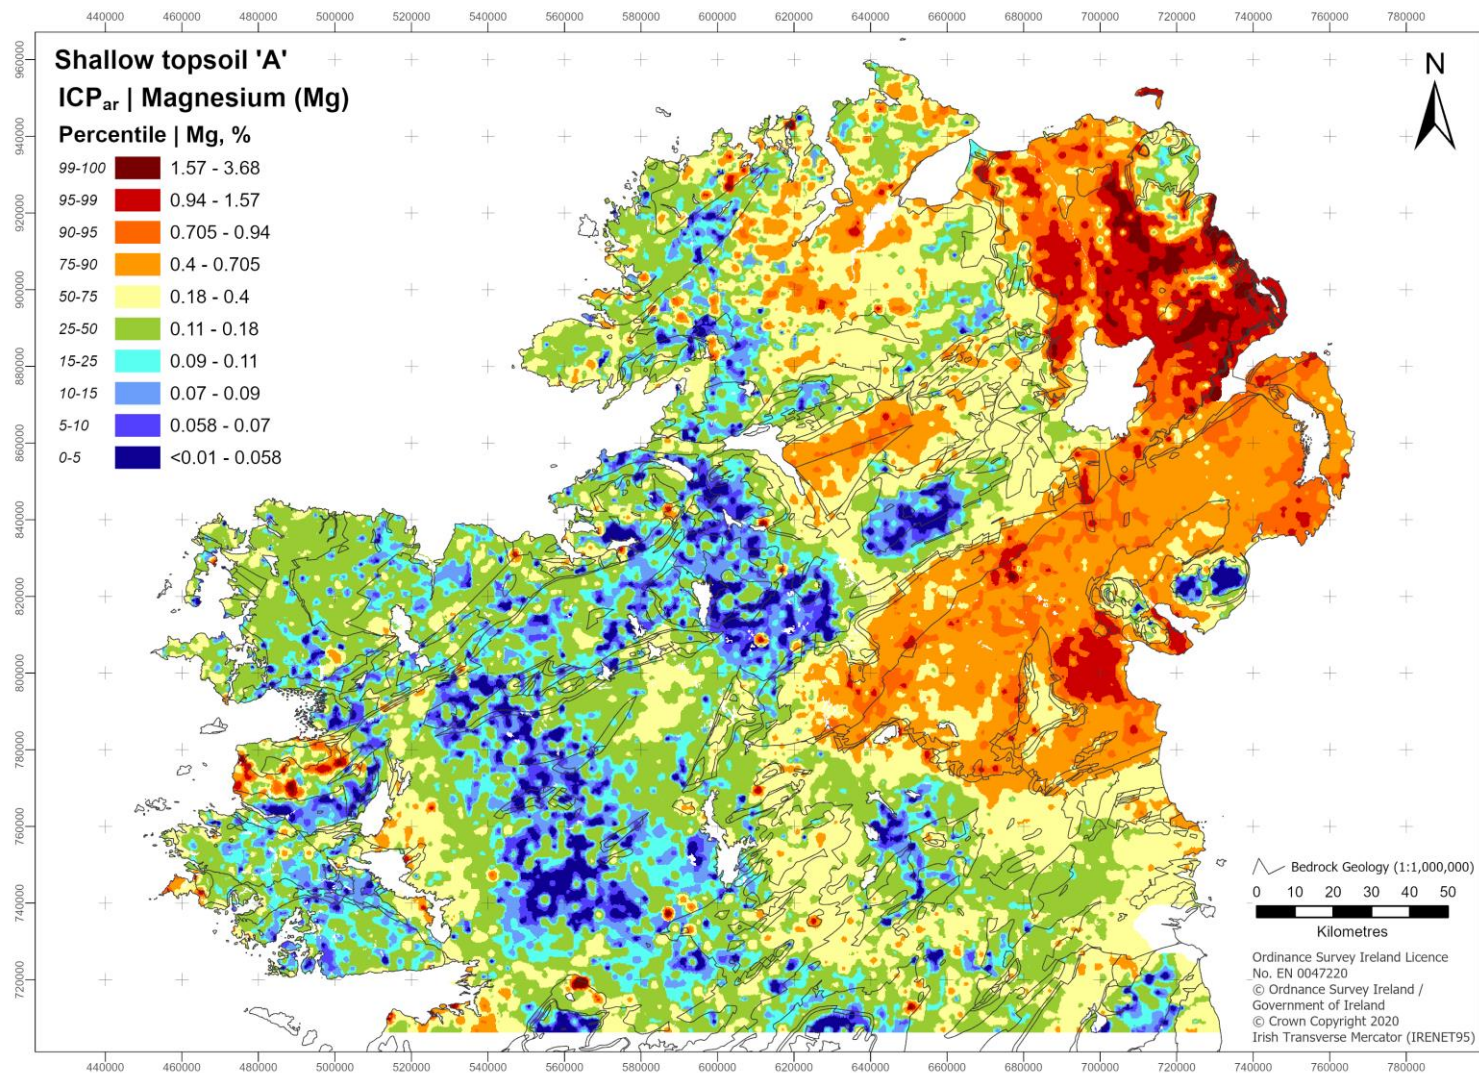 440000 460000 480000 500000 520000 540000 560000 580000 600000 620000 640000 660000 680000 700000 720000 740000 760000 780000
Shallow topsoil 'A'
ICPar | Magnesium (Mg)
Percentile | Mg, %
99-100 1.57 - 3.68
95-99 0.94 - 1.57
90-95 0.705 - 0.94
75-90 0.4 - 0.705
50-75 0.18 - 0.4
25-50 0.11 - 0.18
15-25 0.09 - 0.11
10-15 0.07 - 0.09
5-10 0.058 - 0.07
0-5 <0.01 - 0.058
N
960000
940000
920000
900000
880000
860000
840000
820000
800000
780000
760000
740000
720000
Bedrock Geology (1:1,000,000)
0 10 20 30 40 50
Kilometres
Ordinance Survey Ireland Licence
No. EN 0047220
© Ordnance Survey Ireland /
Government of Ireland
© Crown Copyright 2020
Irish Transverse Mercator (IRENET95)
440000 460000 480000 500000 520000 540000 560000 580000 600000 620000 640000 660000 680000 700000 720000 740000 760000 780000